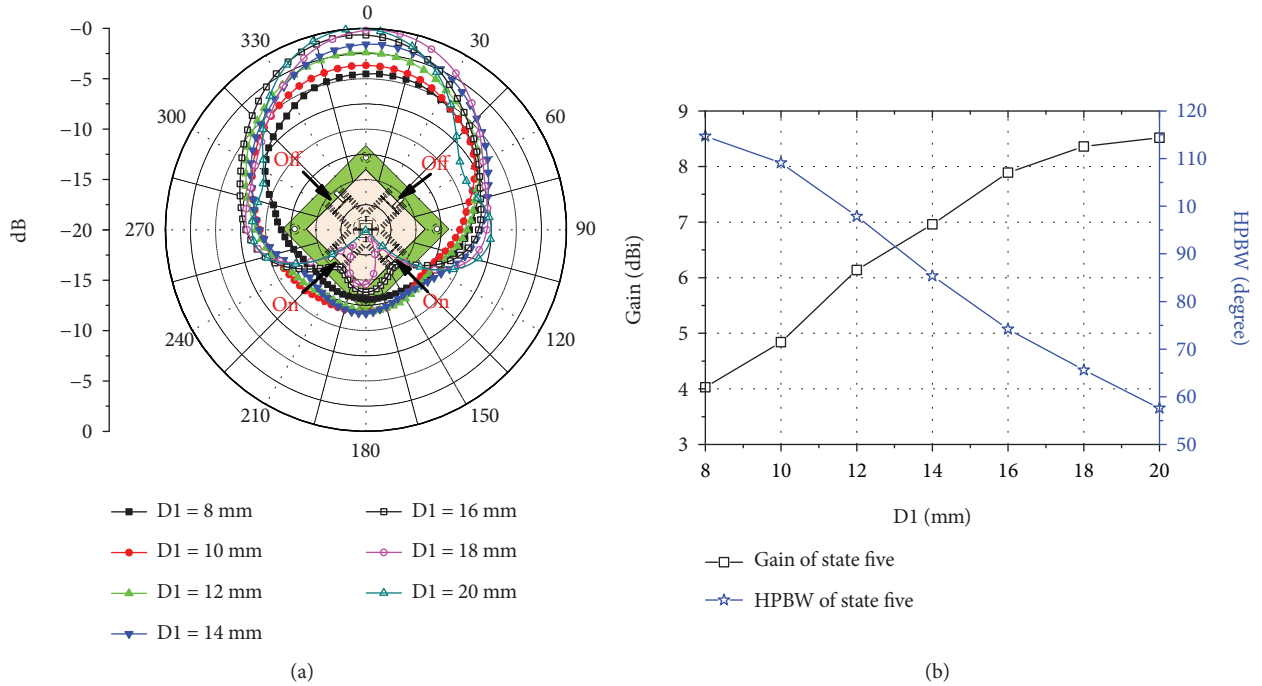 0
30
60
90
120
150
180
210
240
270
300
330
−0
−5
−10
−15
−20
−15
−10
−5
0
dB
Off
Off
On
On
D1 = 8 mm
D1 = 10 mm
D1 = 12 mm
D1 = 14 mm
D1 = 16 mm
D1 = 18 mm
D1 = 20 mm
(a)
9
8
7
6
5
4
3
Gain (dBi)
120
110
10
90
80
70
60
50
HPBW (degree)
8
10
12
14
16
18
20
D1 (mm)
Gain of state five
HPBW of state five
(b)